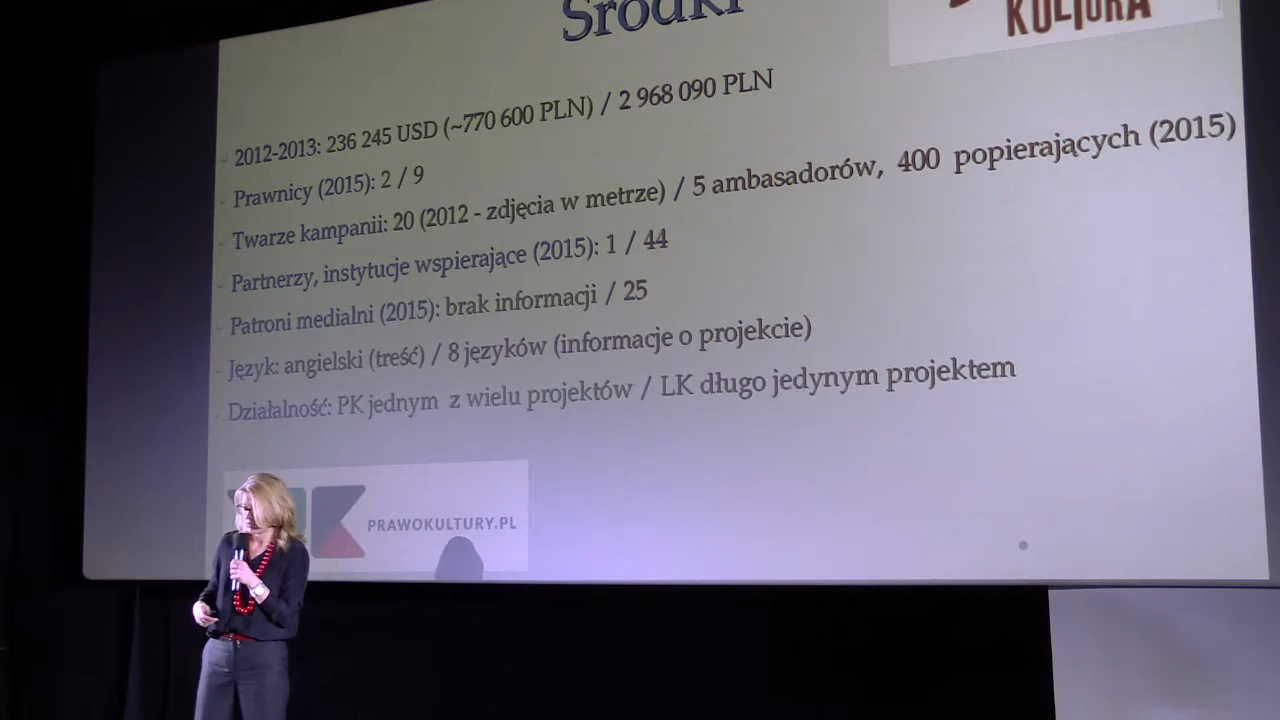 Środki
KULTURA
2012-2013: 236 245 USD (~770 600 PLN) / 2 968 090 PLN
Prawnicy (2015): 2 / 9
Twarze kampanii: 20 (2012 - zdjęcia w metrze) / 5 ambasadorów, 400 popierających (2015)
Partnerzy, instytucje wspierające (2015): 1 / 44
Patroni medialni (2015): brak informacji / 25
Język: angielski (treść) / 8 języków (informacje o projekcie)
Działalność: PK jednym z wielu projektów / LK długo jedynym projektem
K PRAWOKULTURY.PL